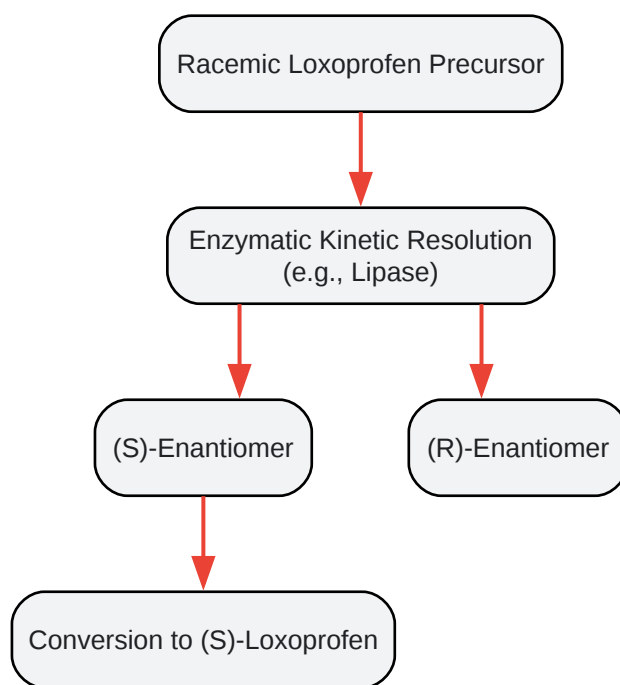 Racemic Loxoprofen Precursor
Enzymatic Kinetic Resolution
(e.g., Lipase)
(S)-Enantiomer
(R)-Enantiomer
Conversion to (S)-Loxoprofen